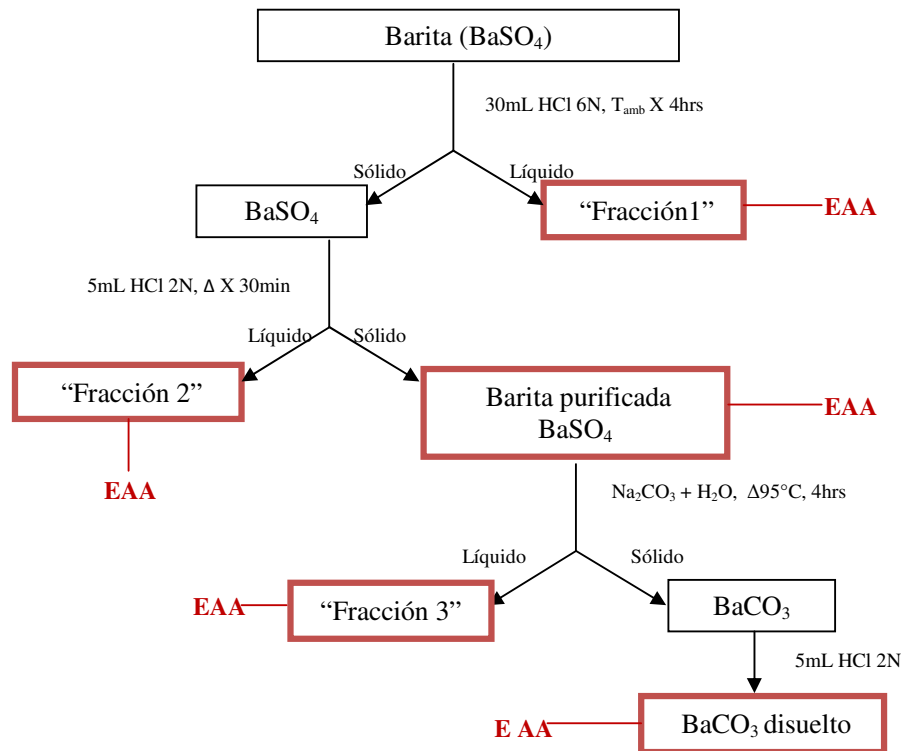 Barita (BaSO₄)
30mL HCl 6N, Tₐₘb X 4hrs
Sólido
Líquido
BaSO₄
“Fracción1”
EAA
5mL HCl 2N, Δ X 30min
Líquido
Sólido
“Fracción 2”
Barita purificada
BaSO₄
EAA
EAA
Na₂CO₃ + H₂O, Δ95°C, 4hrs
Líquido
Sólido
EAA
“Fracción 3”
BaCO₃
5mL HCl 2N
E AA
BaCO₃ disuelto